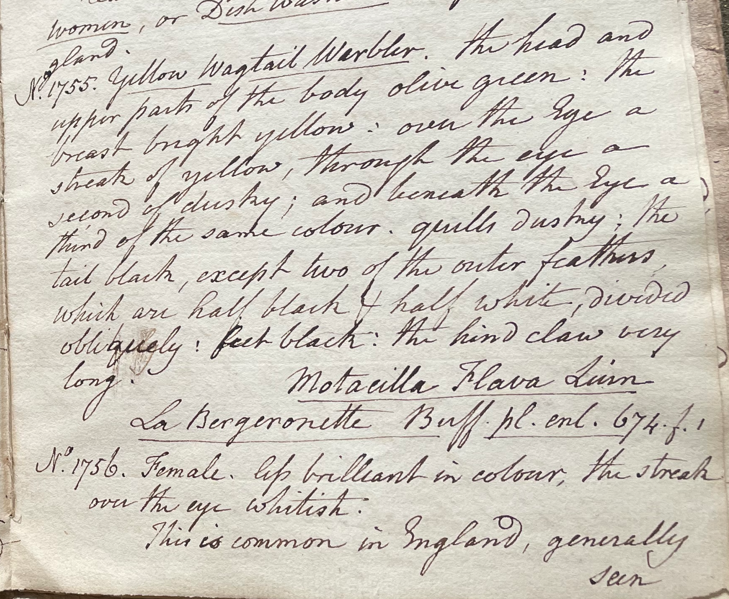 women, or Dish Wash
gland.
No. 1755. Yellow Wagtail Warbler. the head and
upper parts of the body olive green: the
breast bright yellow: over the Eye a
streak of yellow, through the eye a
second of dusky; and beneath the Eye a
third of the same colour. quills dusky; the
tail black, except two of the outer feathers,
which are half black & half white, divided
obliquely: feet black: the hind claw very
long.
Motacilla Flava Linn
La Bergeronette Buff. pl. enl. 674. f. 1
No. 1756. Female. less brilleant in colour, the streak
over the eye whitish.
This is common in England, generally
seen